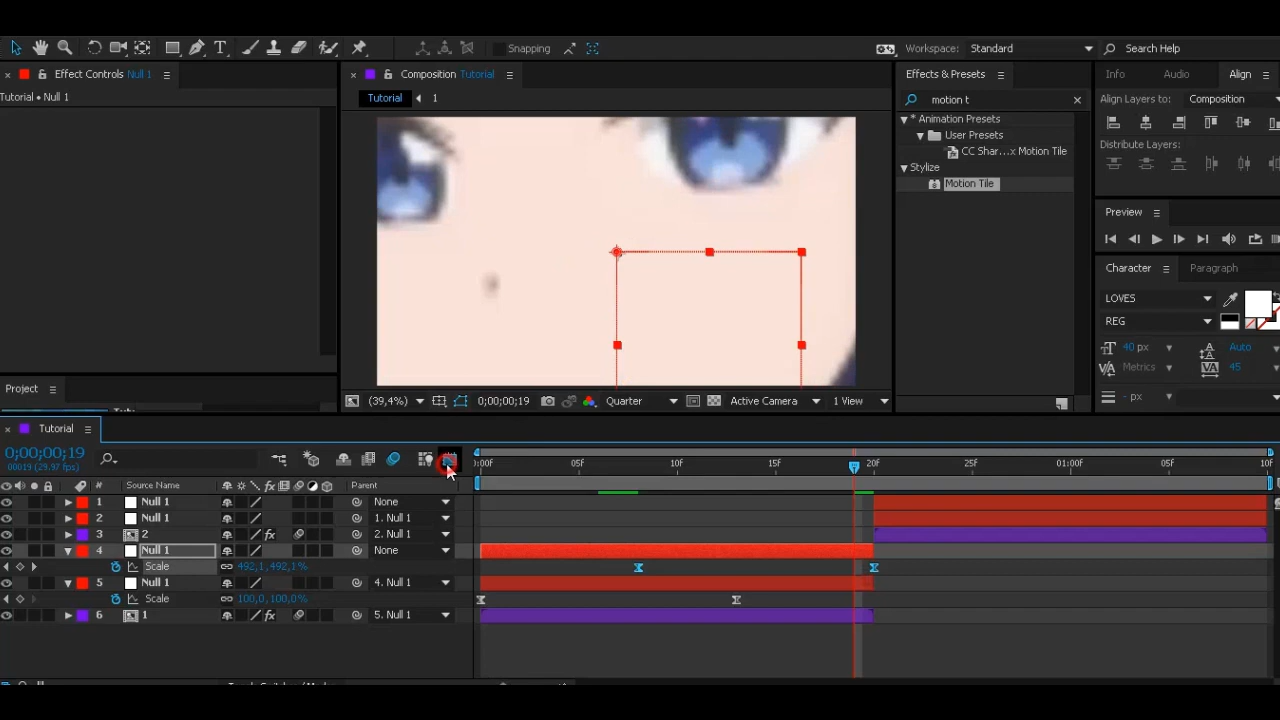 Snapping
Workspace: Standard
Search Help
Effect Controls Null 1
Composition Tutorial
Effects & Presets
Info Audio Align
Tutorial • Null 1
Tutorial 1
motion t
Align Layers to: Composition
* Animation Presets
User Presets
CC Shar...x Motion Tile
Stylize
Motion Tile
Distribute Layers:
Preview
Character Paragraph
LOVES
REG
40 px Auto
Metrics 45
- px
Project
(39,4%) 0;00;00;19 Quarter Active Camera 1 View
Tutorial
0;00;00;19
00019 (29.97 fps)
:00f 05f 10f 15f 20f 25f 01:00f 05f 10f
# Source Name fx Parent
1 Null 1 None
2 Null 1 1. Null 1
3 2 fx 2. Null 1
4 Null 1 None
Scale 492,1,492,1%
5 Null 1 4. Null 1
Scale 100,0,100,0%
6 1 fx 5. Null 1